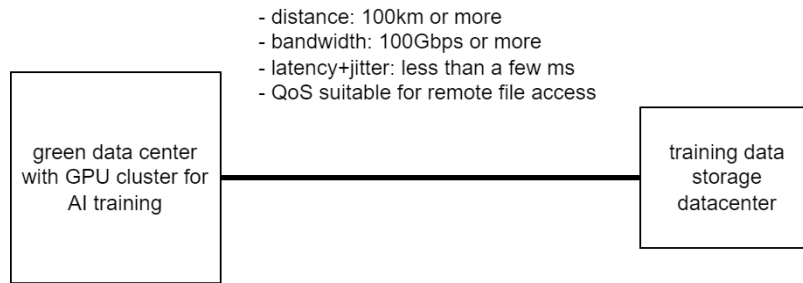 - distance: 100km or more
- bandwidth: 100Gbps or more
- latency+jitter: less than a few ms
- QoS suitable for remote file access
green data center
with GPU cluster for
AI training
training data
storage
datacenter